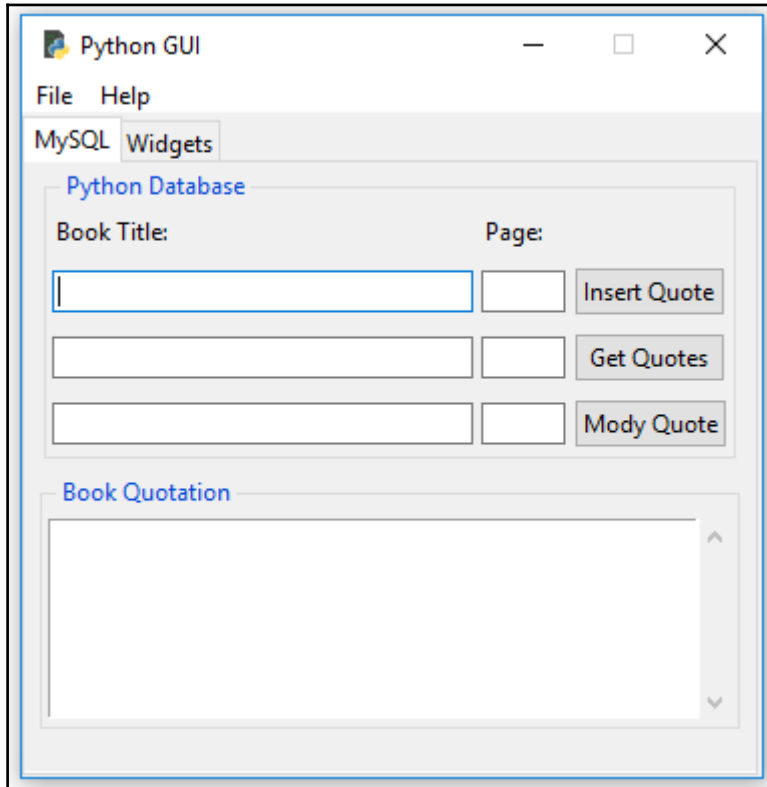 Python GUI
File Help
MySQL Widgets
Python Database
Book Title: Page:
Insert Quote
Get Quotes
Mody Quote
Book Quotation